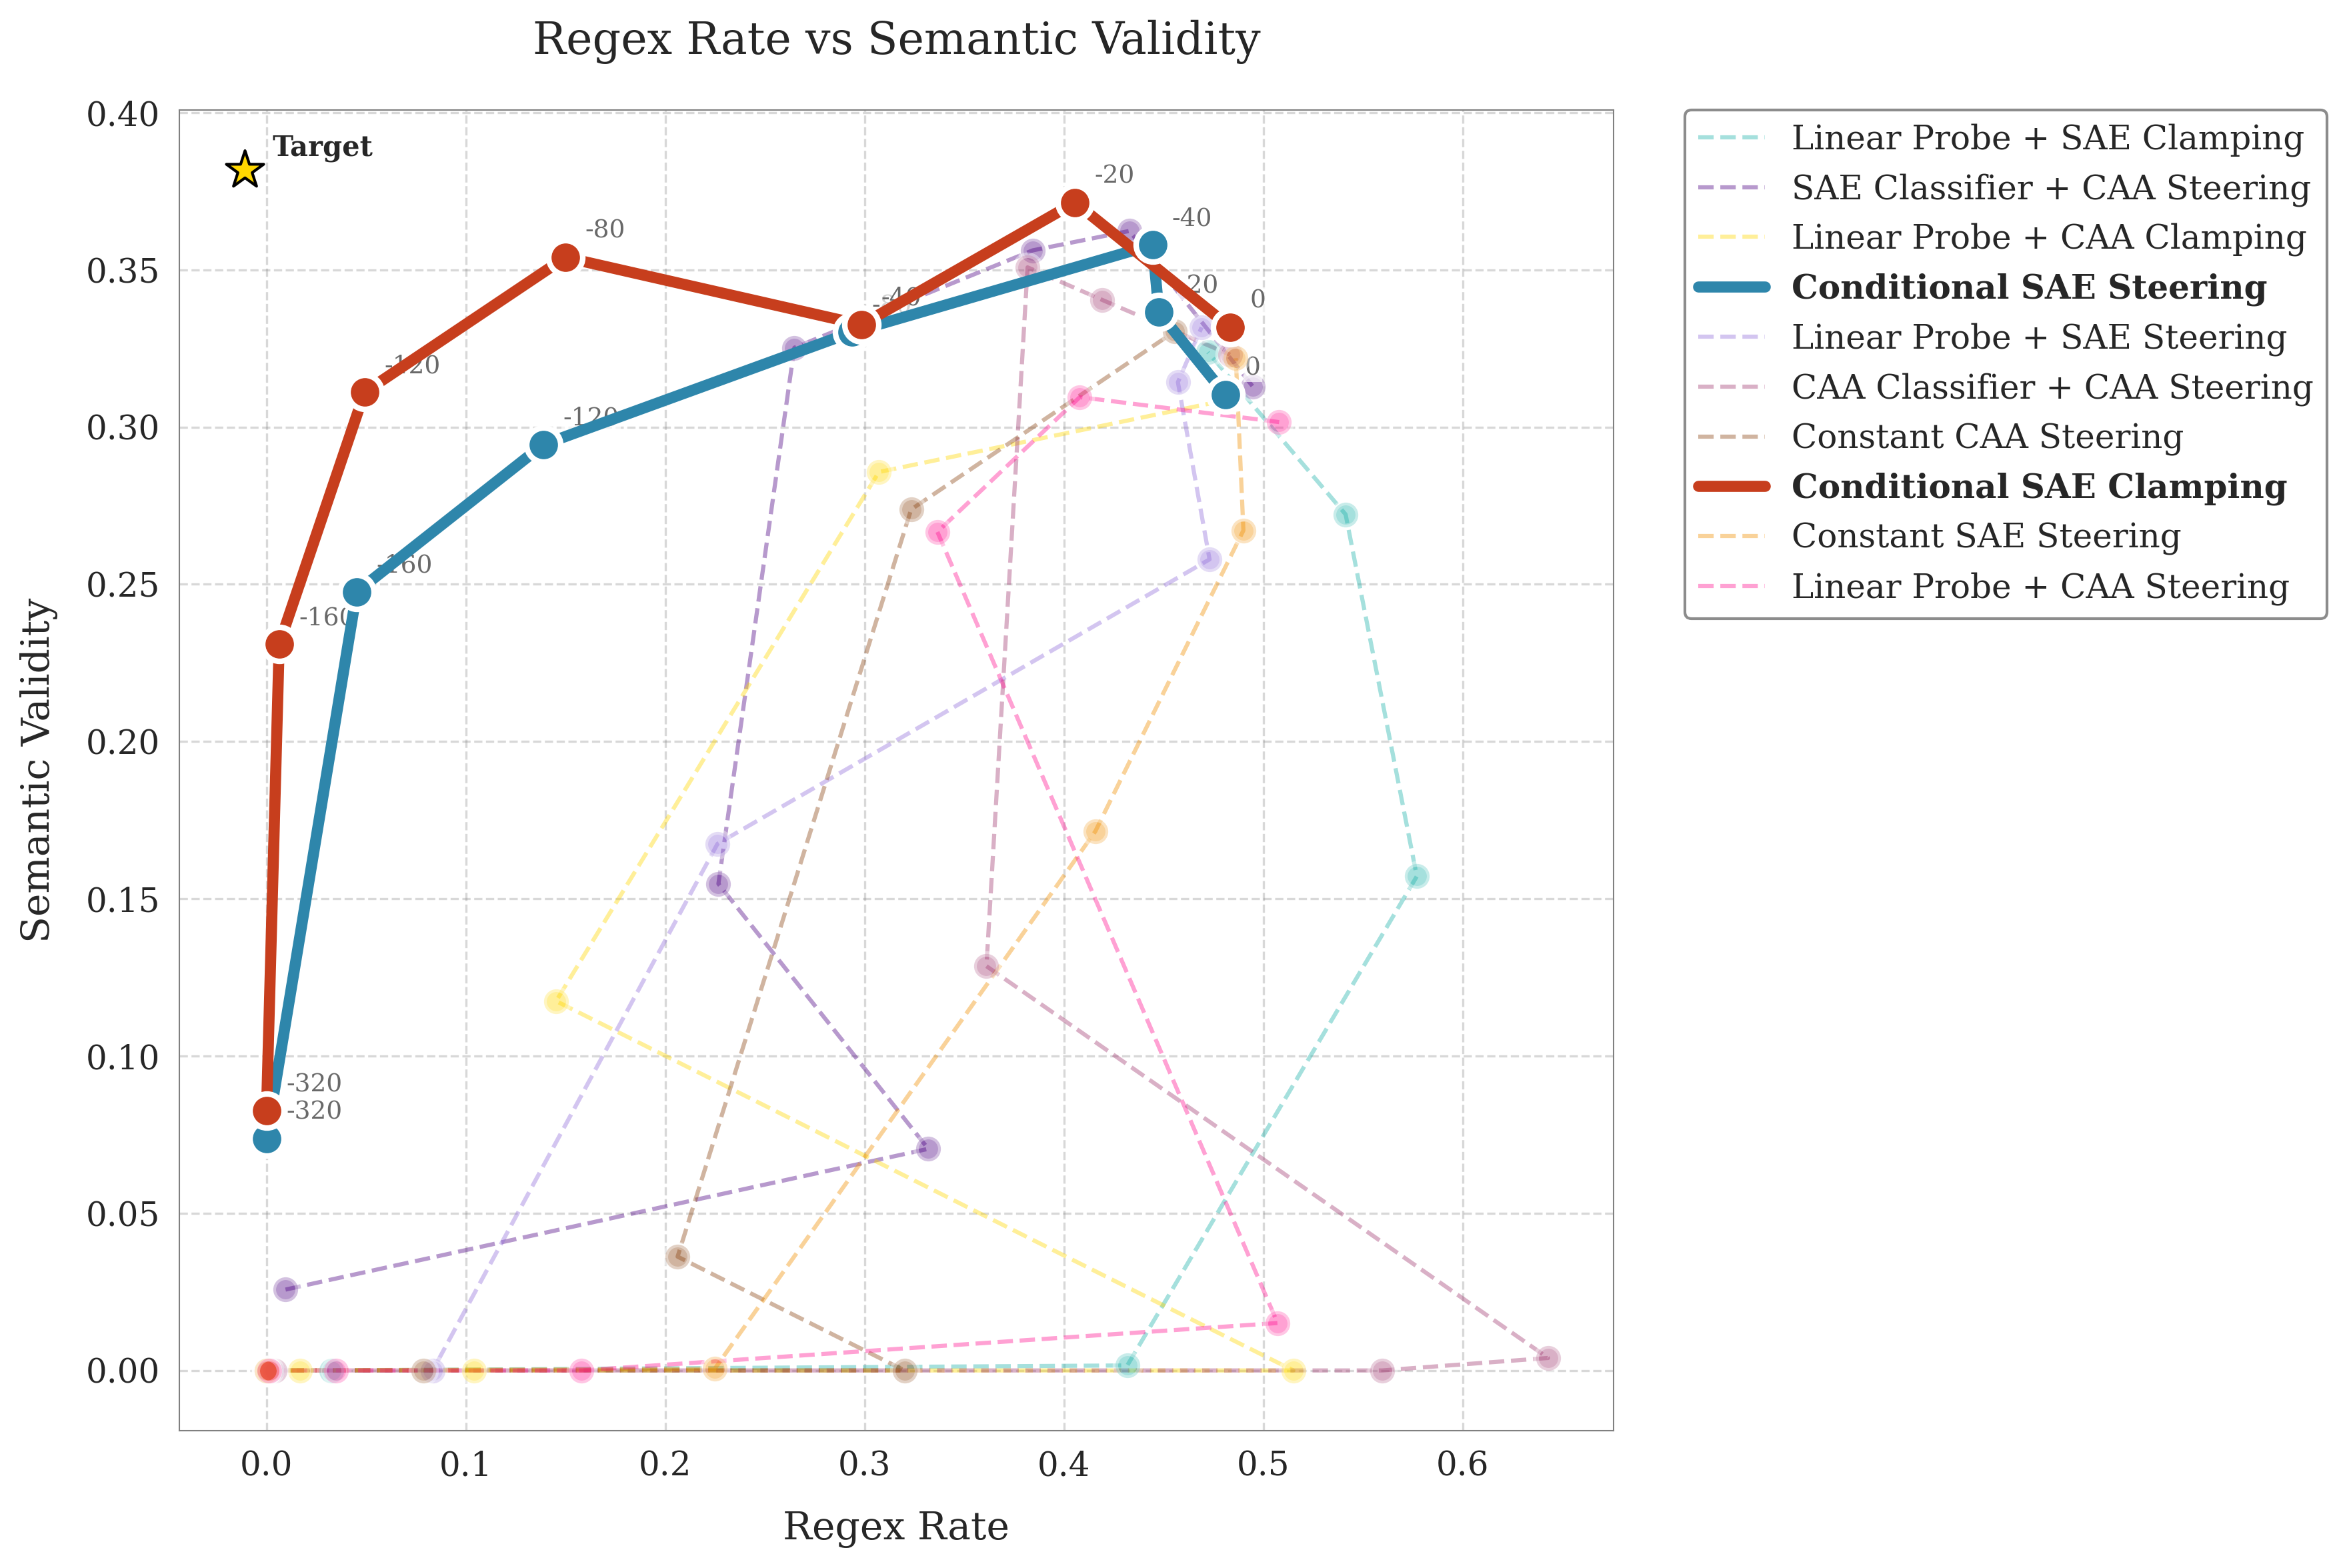 Regex Rate vs Semantic Validity
Target
Semantic Validity
0.40
0.35
0.30
0.25
0.20
0.15
0.10
0.05
0.00
0.0 0.1 0.2 0.3 0.4 0.5 0.6
Regex Rate
-20
-40
-80
0
-40
-120
0
-120
-160
-160
-320
-320
Linear Probe + SAE Clamping
SAE Classifier + CAA Steering
Linear Probe + CAA Clamping
Conditional SAE Steering
Linear Probe + SAE Steering
CAA Classifier + CAA Steering
Constant CAA Steering
Conditional SAE Clamping
Constant SAE Steering
Linear Probe + CAA Steering